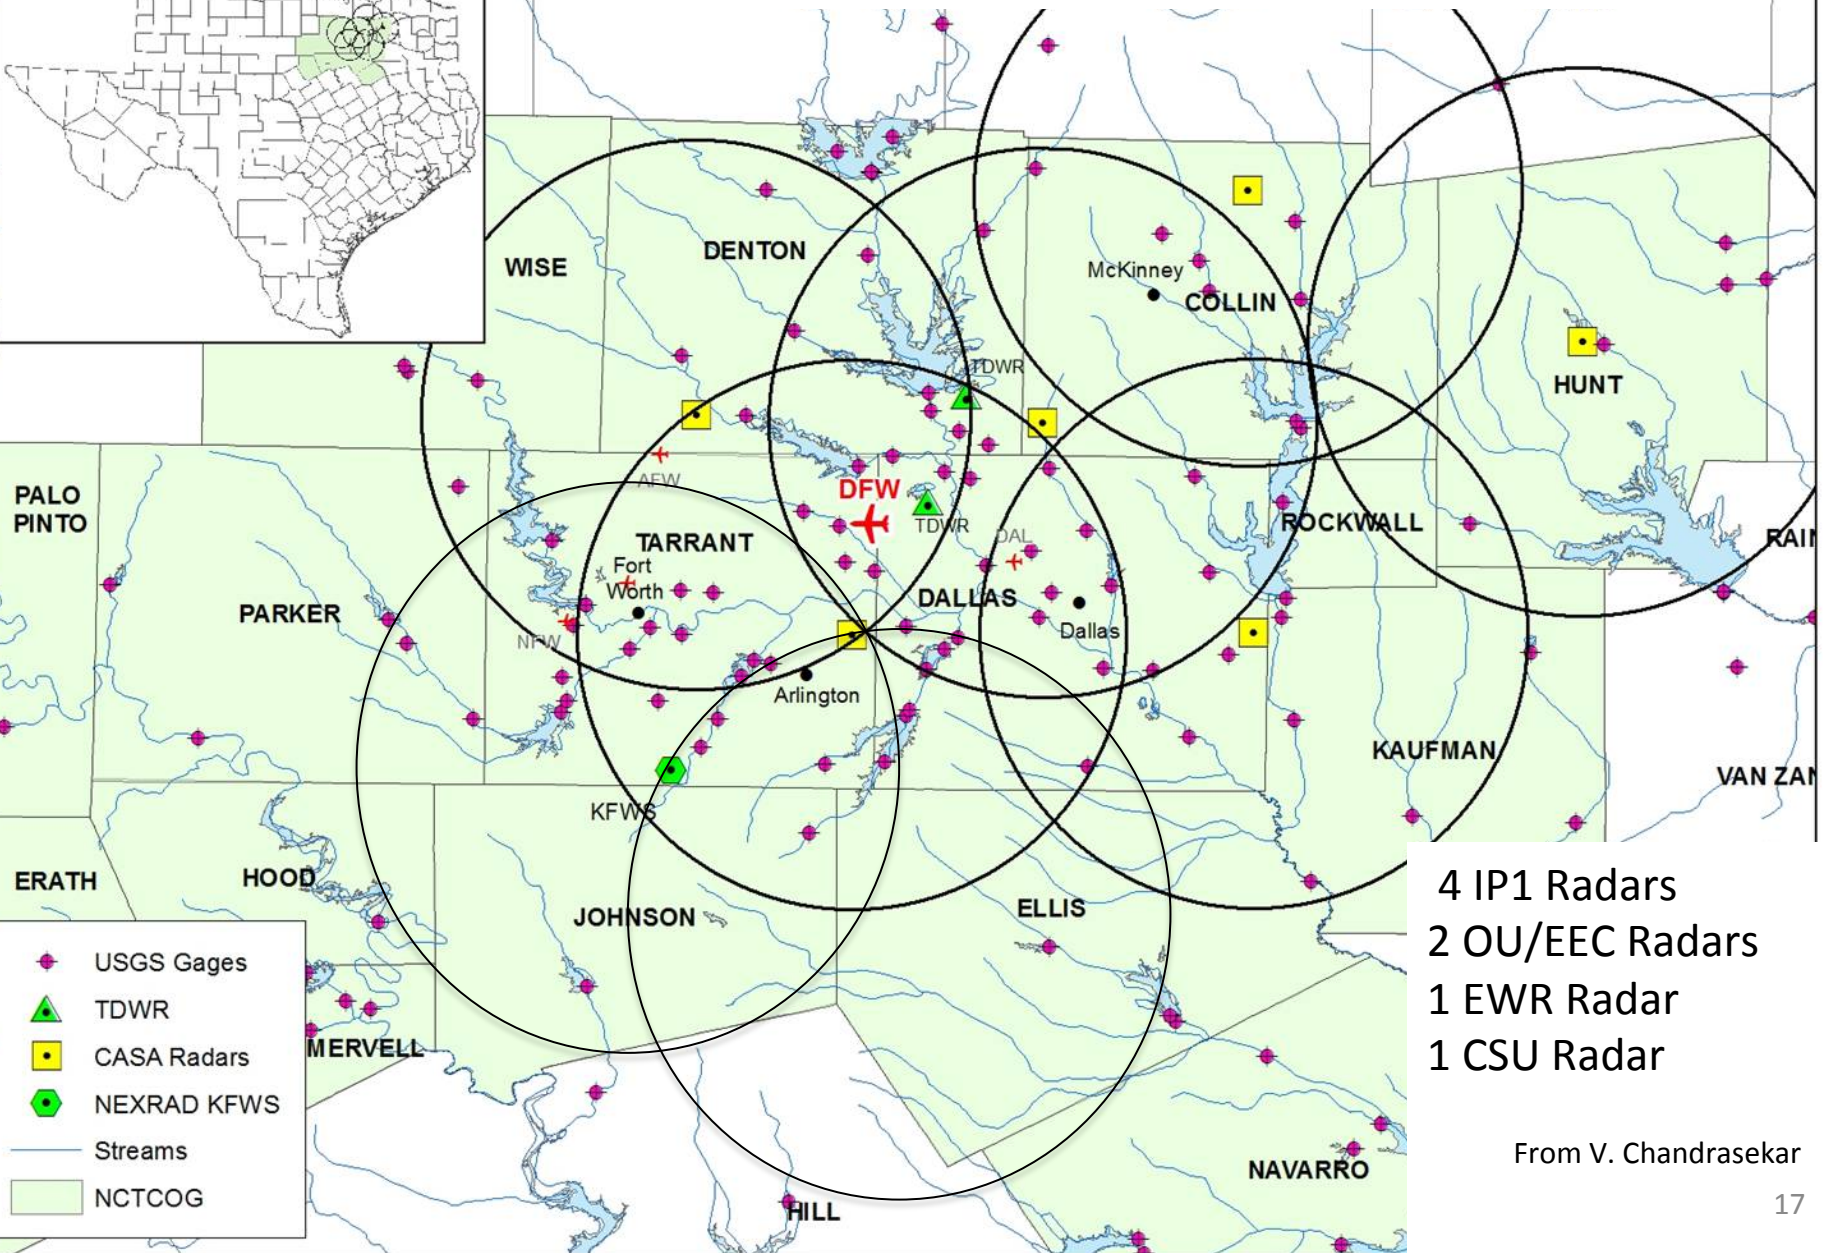 WISE
DENTON
McKinney
COLLIN
TDWR
HUNT
AFW
PALO
PINTO
DFW
TDWR
TARRANT
Fort
Worth
DAL
ROCKWALL
RAIN
PARKER
DALLAS
NFW
Dallas
Arlington
KAUFMAN
VAN ZAN
KFWS
ERATH
HOOD
JOHNSON
ELLIS
MERVELL
NAVARRO
HILL
USGS Gages
TDWR
CASA Radars
NEXRAD KFWS
Streams
NCTCOG
4 IP1 Radars
2 OU/EEC Radars
1 EWR Radar
1 CSU Radar
From V. Chandrasekar
17